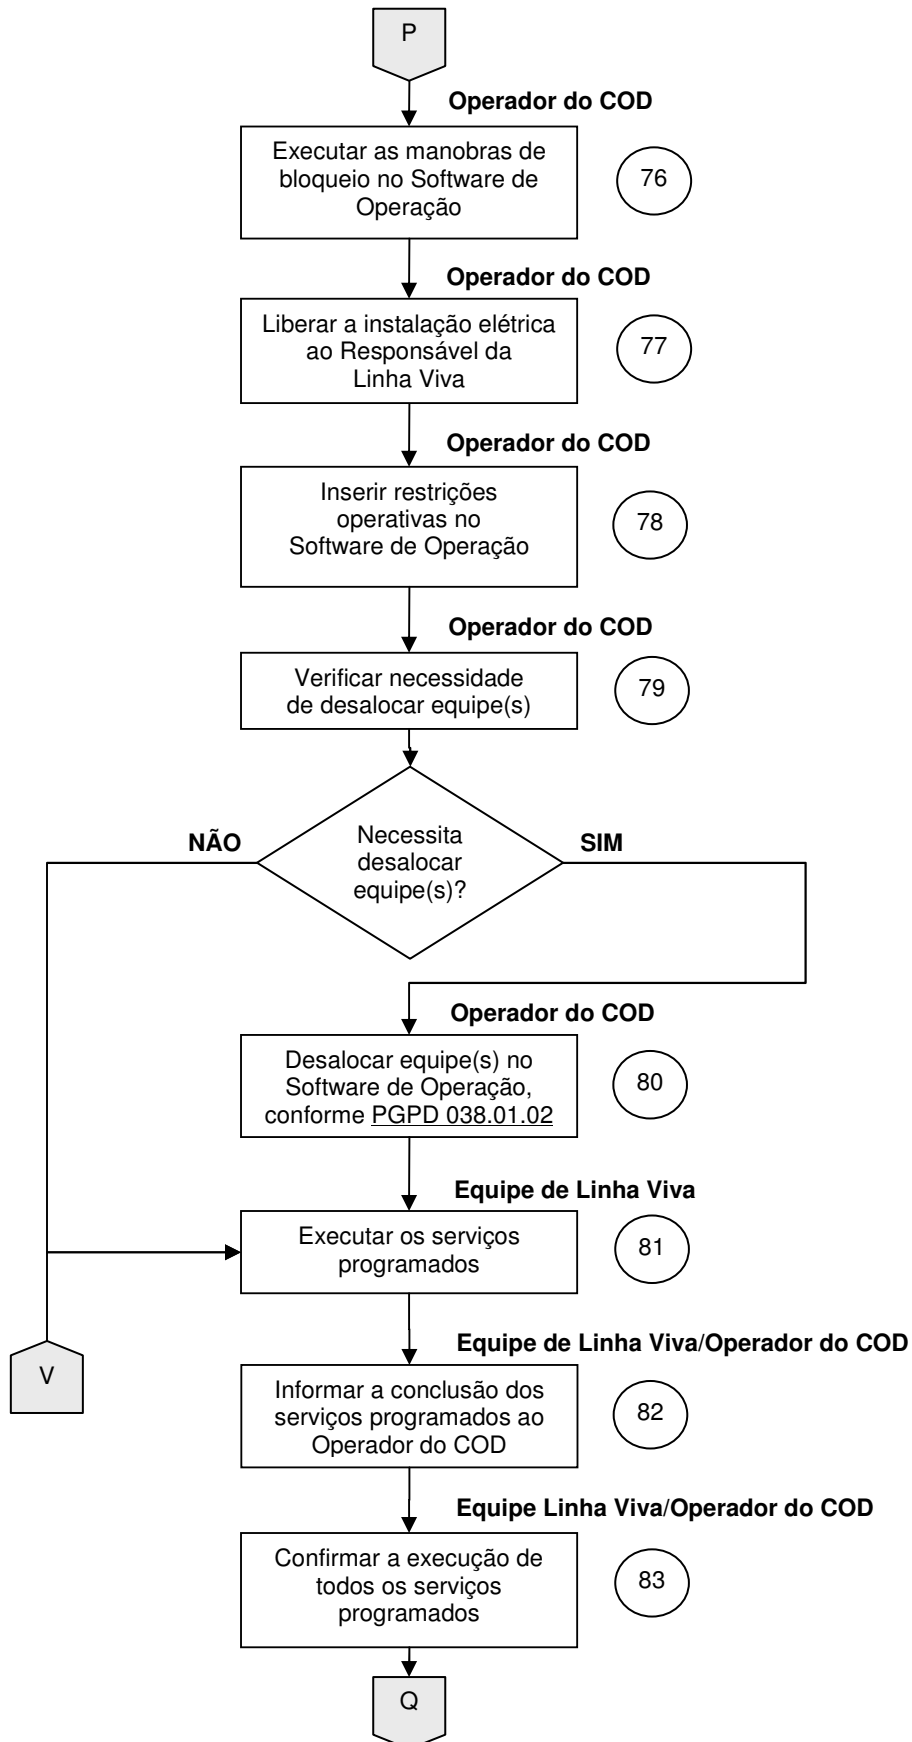 P
Operador do COD
Executar as manobras de
bloqueio no Software de
Operação
76
Operador do COD
Liberar a instalação elétrica
ao Responsável da
Linha Viva
77
Operador do COD
Inserir restrições
operativas no
Software de Operação
78
Operador do COD
Verificar necessidade
de desalocar equipe(s)
79
NÃO
Necessita
desalocar
equipe(s)?
SIM
Operador do COD
Desalocar equipe(s) no
Software de Operação,
conforme PGPD 038.01.02
80
Equipe de Linha Viva
Executar os serviços
programados
81
Equipe de Linha Viva/Operador do COD
V
Informar a conclusão dos
serviços programados ao
Operador do COD
82
Equipe Linha Viva/Operador do COD
Confirmar a execução de
todos os serviços
programados
83
Q